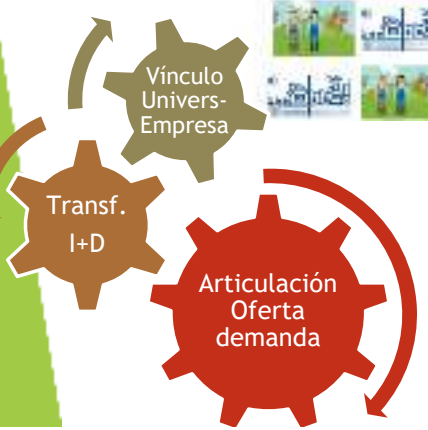 Vínculo
Univers-
Empresa
Transf.
I+D
Articulación
Oferta
demanda